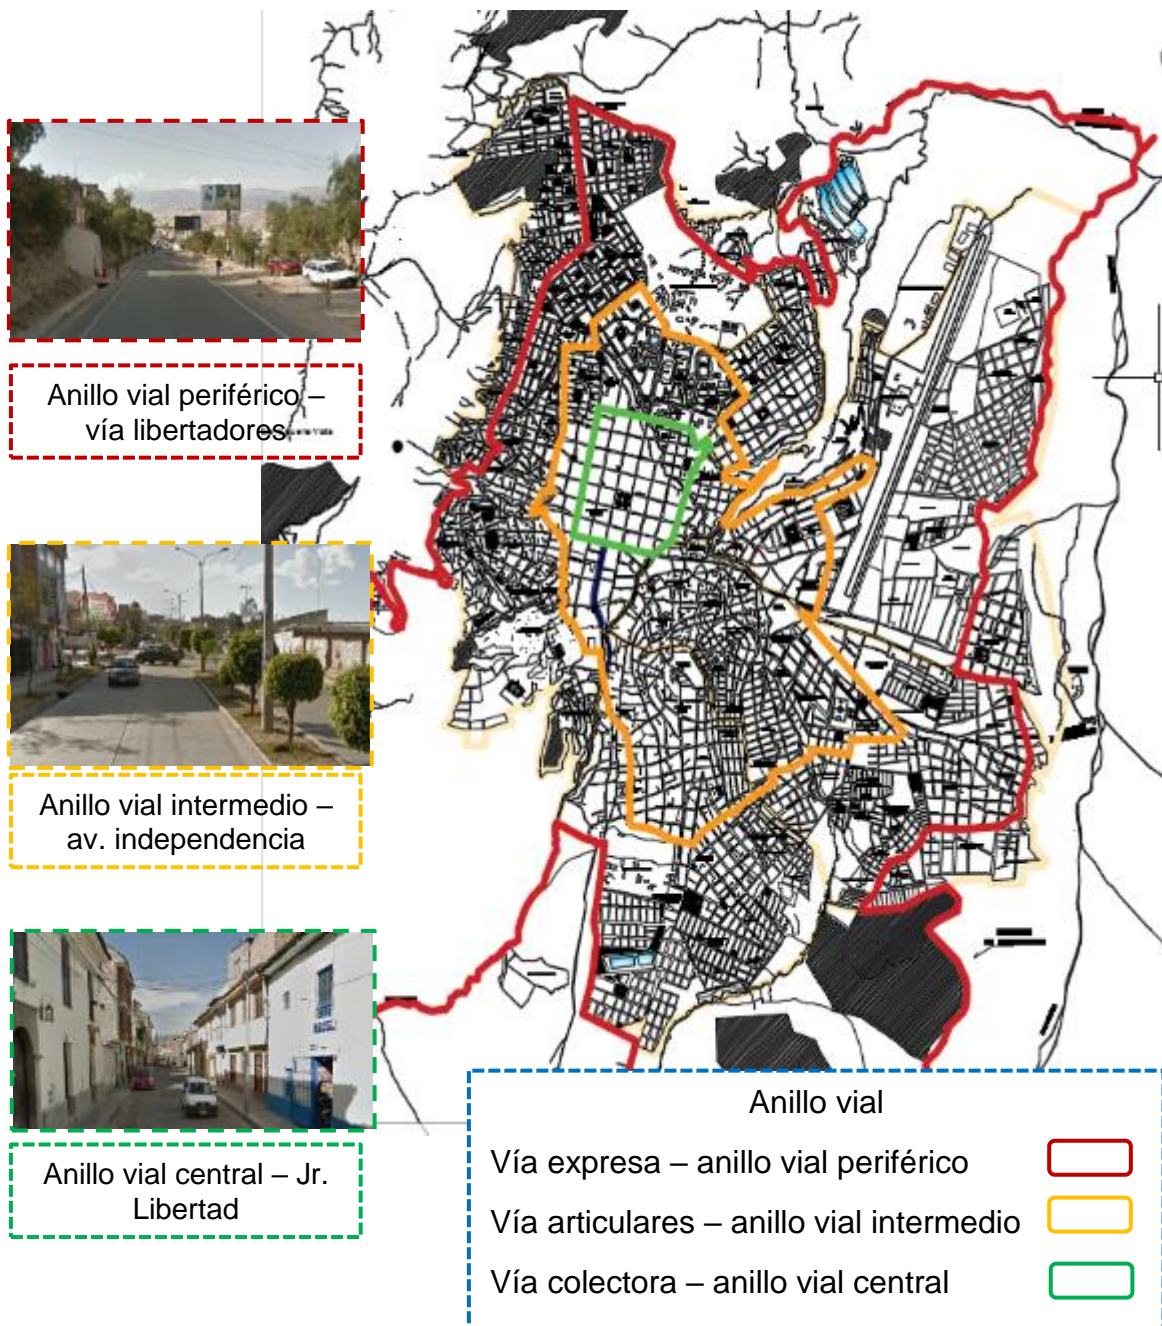 Anillo vial periférico –
vía libertadores
Anillo vial intermedio –
av. independencia
Anillo vial central – Jr.
Libertad
Anillo vial
Vía expresa – anillo vial periférico
Vía articulares – anillo vial intermedio
Vía colectora – anillo vial central